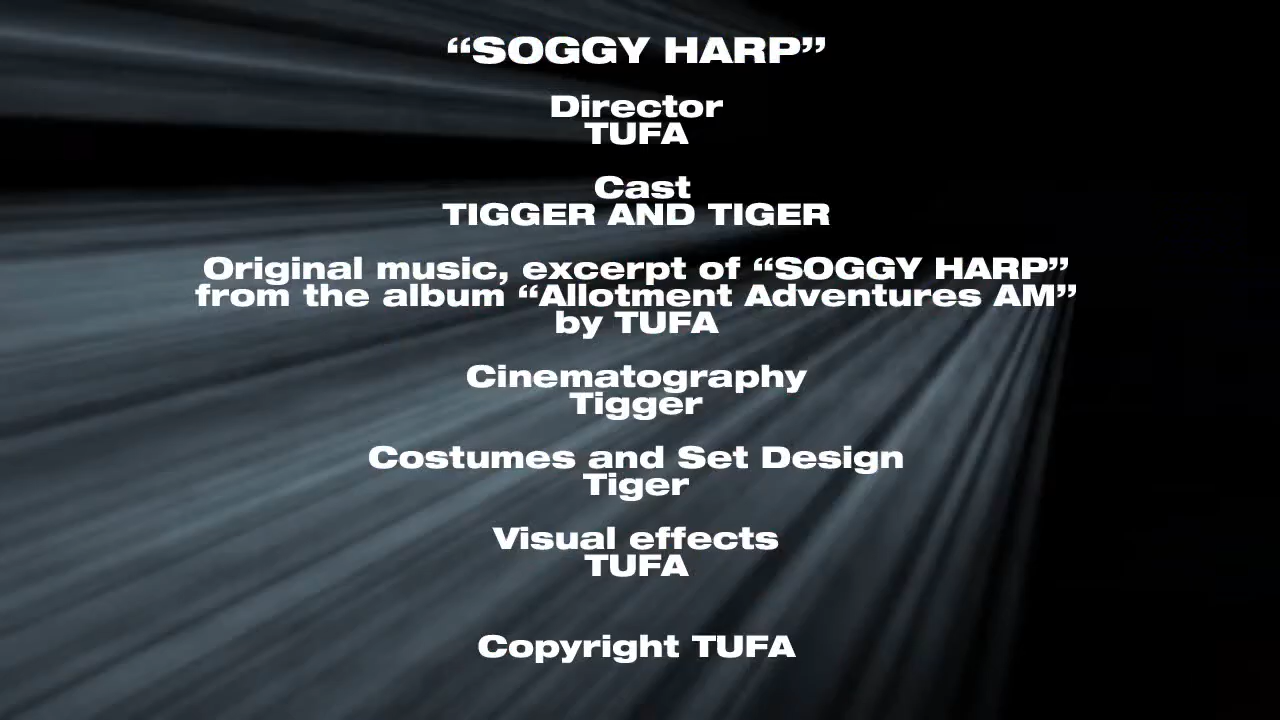 “SOGGY HARP”
Director
TUFA
Cast
TIGGER AND TIGER
Original music, excerpt of “SOGGY HARP”
from the album “Allotment Adventures AM”
by TUFA
Cinematography
Tigger
Costumes and Set Design
Tiger
Visual effects
TUFA
Copyright TUFA